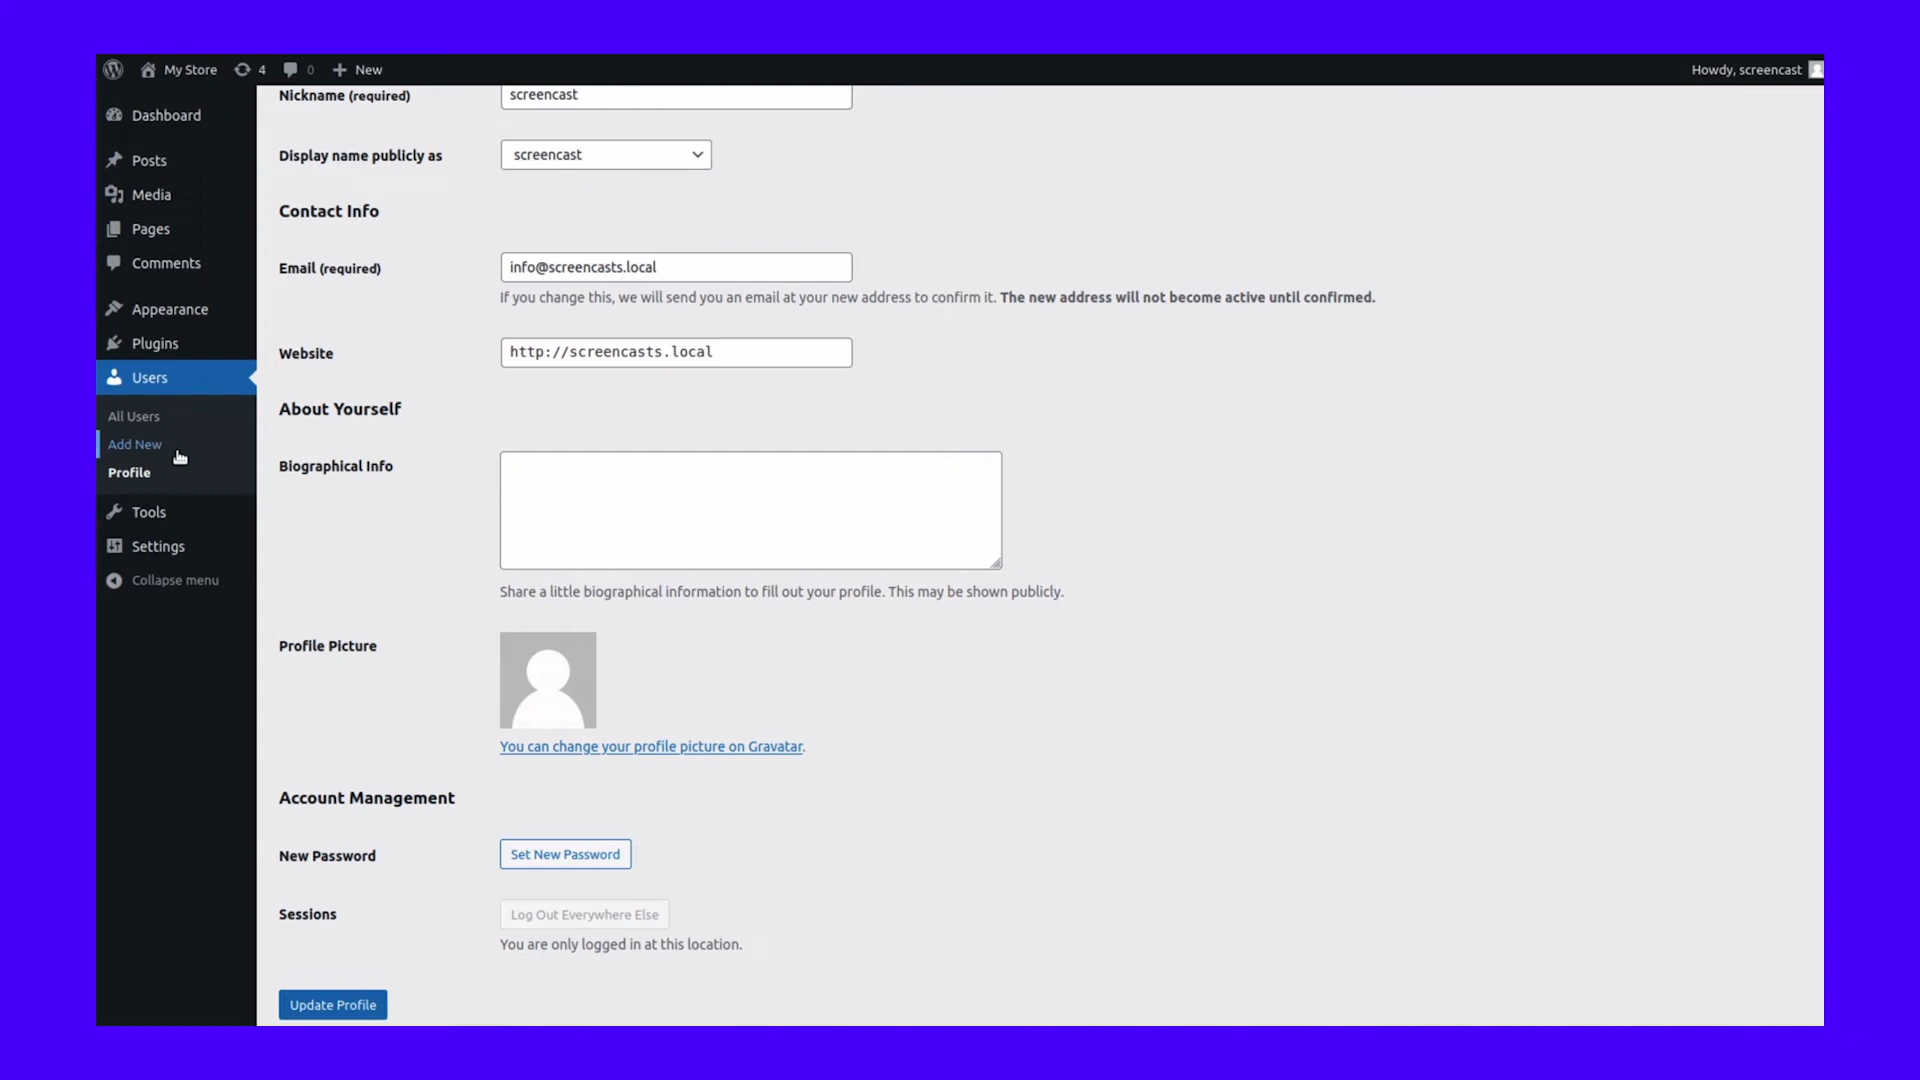 My Store 4 0 New Howdy, screencast
Dashboard
Posts
Media
Pages
Comments
Appearance
Plugins
Users
All Users
Add New
Profile
Tools
Settings
Collapse menu
Nickname (required) screencast
Display name publicly as screencast
Contact Info
Email (required) info@screencasts.local
If you change this, we will send you an email at your new address to confirm it. The new address will not become active until confirmed.
Website http://screencasts.local
About Yourself
Biographical Info
Share a little biographical information to fill out your profile. This may be shown publicly.
Profile Picture
You can change your profile picture on Gravatar.
Account Management
New Password Set New Password
Sessions Log Out Everywhere Else
You are only logged in at this location.
Update Profile